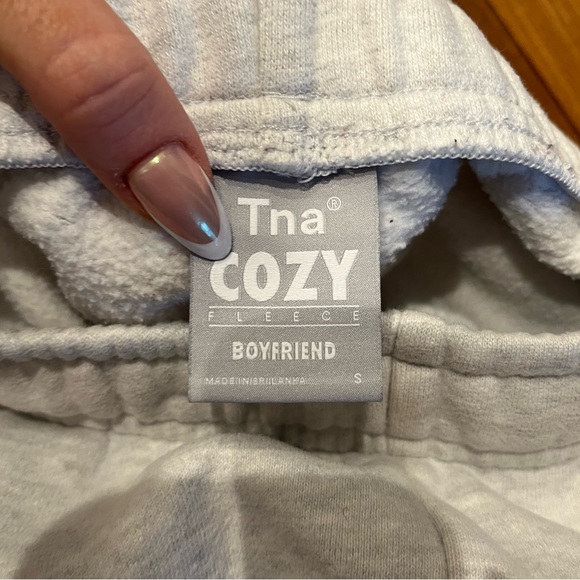 Tna®
COZY
FLEECE
BOYFRIEND
MADE IN SRI LANKA S